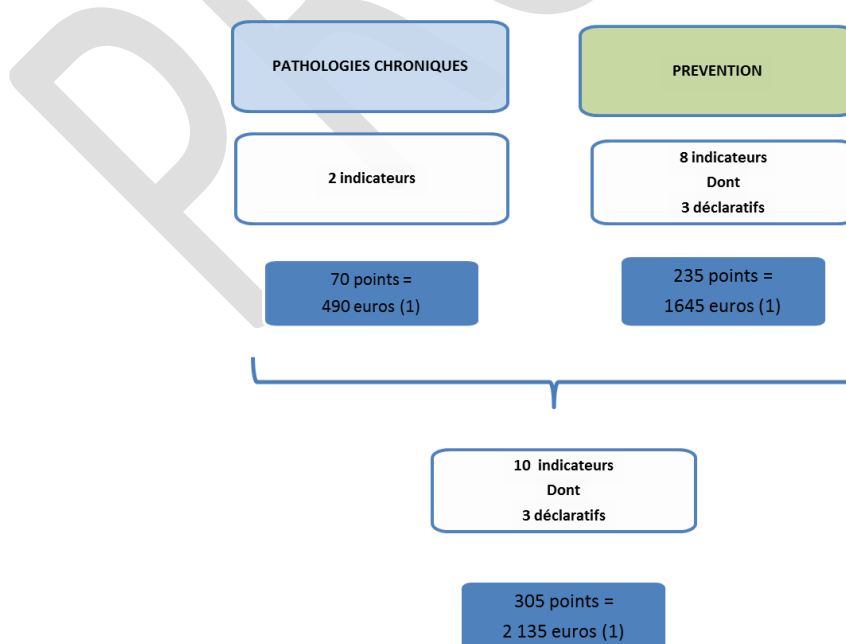 PATHOLOGIES CHRONIQUES
PREVENTION
2 indicateurs
8 indicateurs
Dont
3 déclaratifs
70 points =
490 euros (1)
235 points =
1645 euros (1)
10 indicateurs
Dont
3 déclaratifs
305 points =
2 135 euros (1)